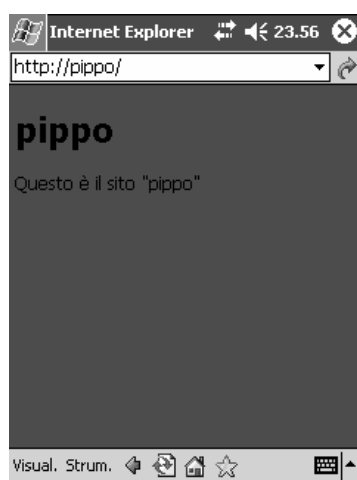 Internet Explorer 23.56
http://pippo/
pippo
Questo è il sito "pippo"
Visual. Strum.